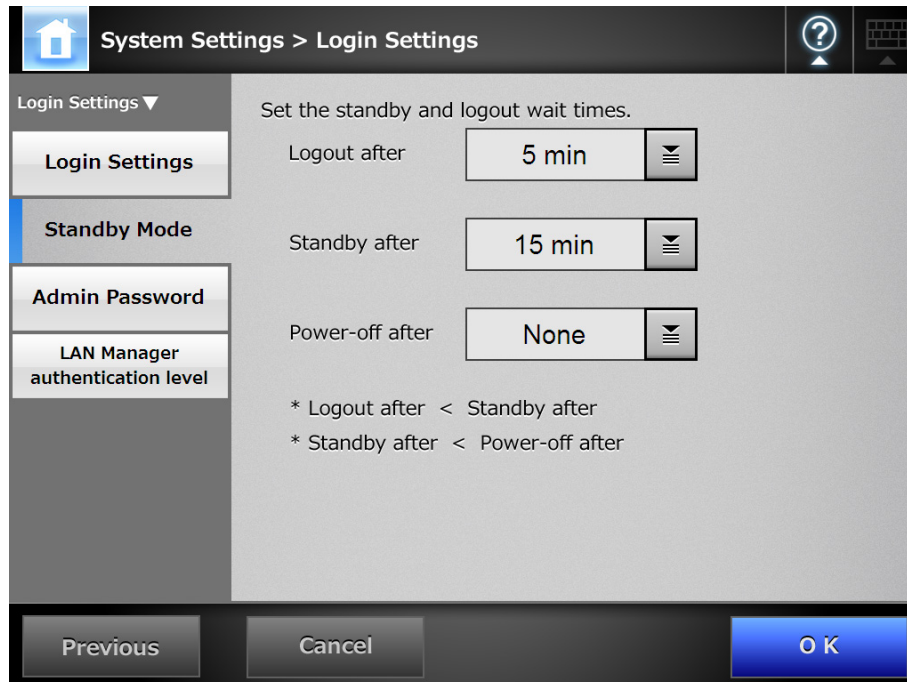 System Settings > Login Settings
?
Login Settings ▼
Login Settings
Standby Mode
Admin Password
LAN Manager
authentication level
Set the standby and logout wait times.
Logout after 5 min
Standby after 15 min
Power-off after None
* Logout after < Standby after
* Standby after < Power-off after
Previous Cancel O K